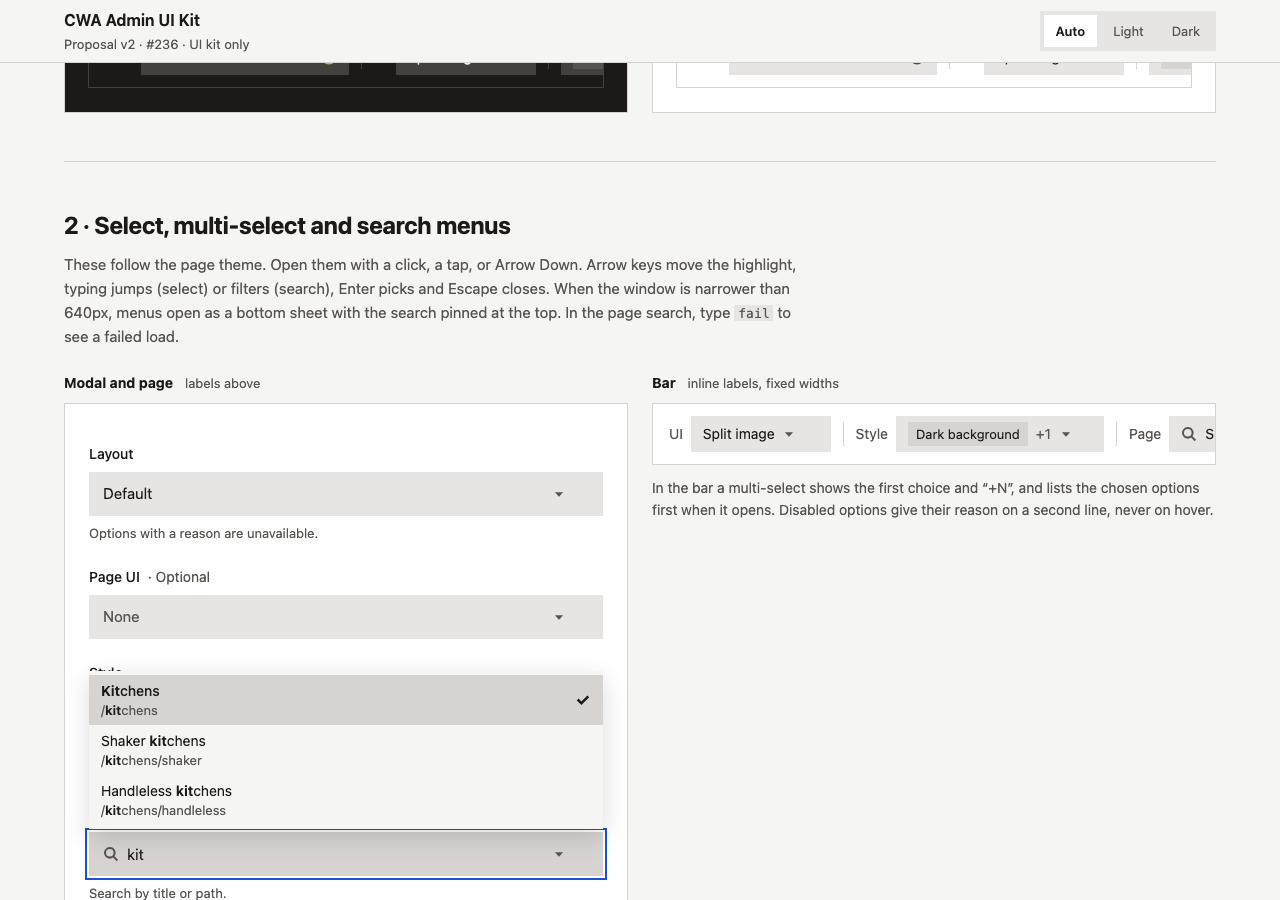 CWA Admin UI Kit
Proposal v2 · #236 · UI kit only
Auto Light Dark
2 · Select, multi-select and search menus
These follow the page theme. Open them with a click, a tap, or Arrow Down. Arrow keys move the highlight,
typing jumps (select) or filters (search), Enter picks and Escape closes. When the window is narrower than
640px, menus open as a bottom sheet with the search pinned at the top. In the page search, type fail to
see a failed load.
Modal and page labels above
Layout
Default
Options with a reason are unavailable.
Page UI · Optional
None
Kitchens
/kitchens
Shaker kitchens
/kitchens/shaker
Handleless kitchens
/kitchens/handleless
kit
Search by title or path.
Bar inline labels, fixed widths
UI Split image Style Dark background +1 Page S
In the bar a multi-select shows the first choice and “+N”, and lists the chosen options
first when it opens. Disabled options give their reason on a second line, never on hover.